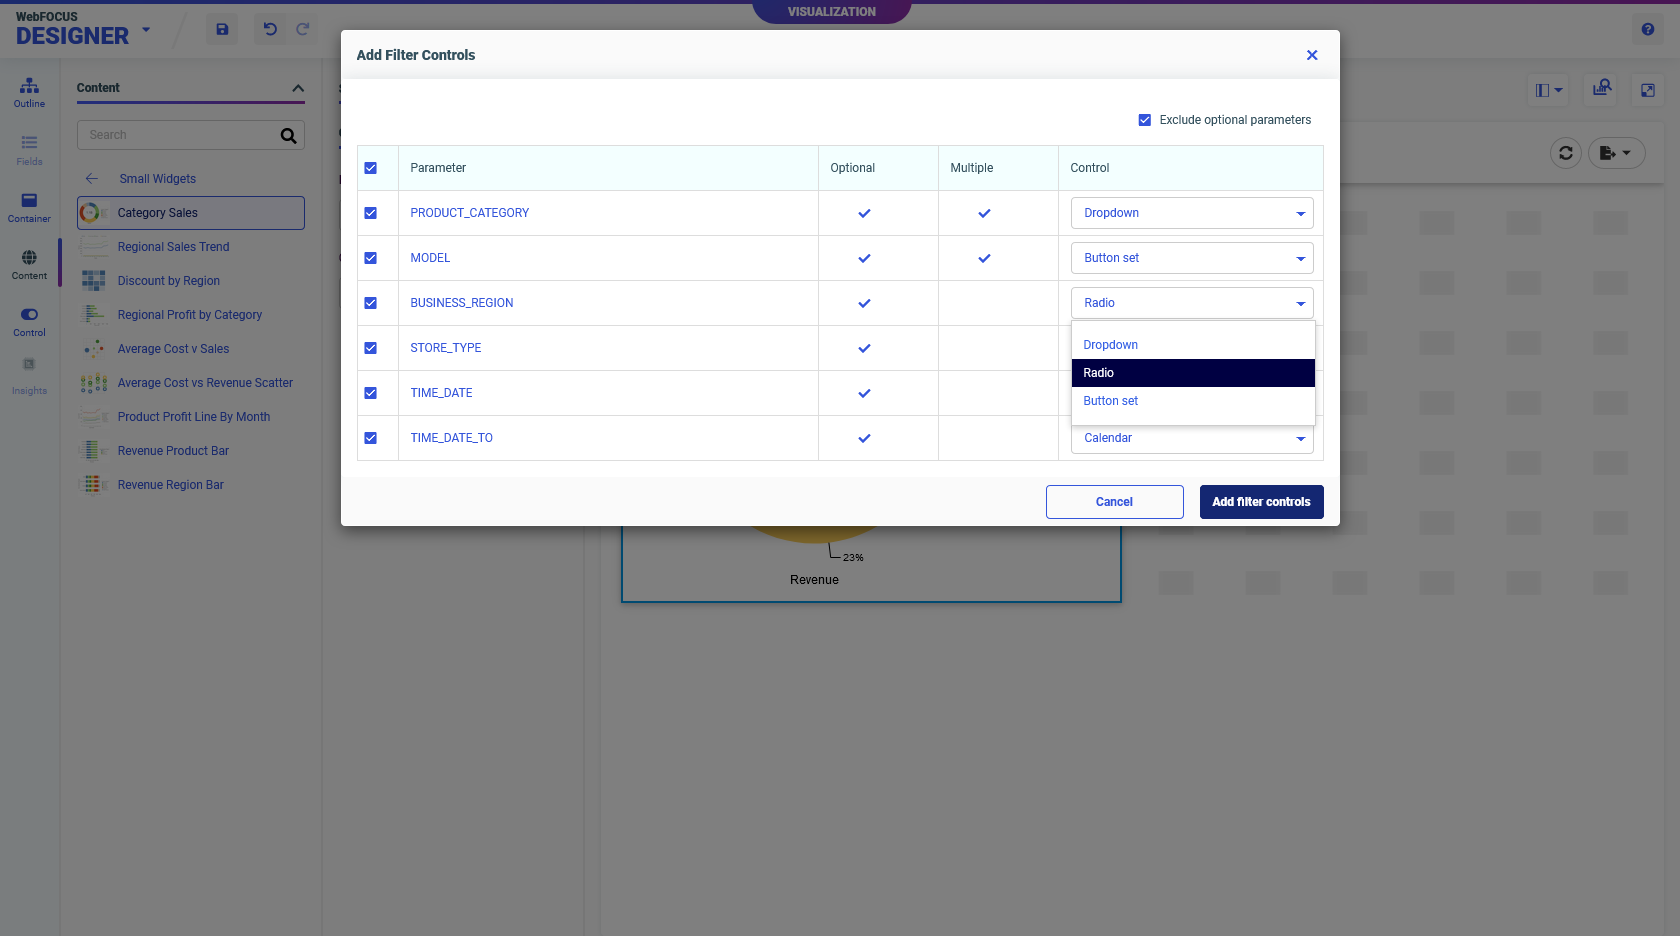 WebFOCUS
DESIGNER
VISUALIZATION
Outline
Fields
Container
Content
Control
Insights
Content
Search
Small Widgets
Category Sales
Regional Sales Trend
Discount by Region
Regional Profit by Category
Average Cost v Sales
Average Cost vs Revenue Scatter
Product Profit Line By Month
Revenue Product Bar
Revenue Region Bar
Add Filter Controls
Exclude optional parameters
Parameter Optional Multiple Control
PRODUCT_CATEGORY Dropdown
MODEL Button set
BUSINESS_REGION Radio
Dropdown
Radio
Button set
STORE_TYPE
TIME_DATE
TIME_DATE_TO Calendar
Cancel Add filter controls
23%
Revenue